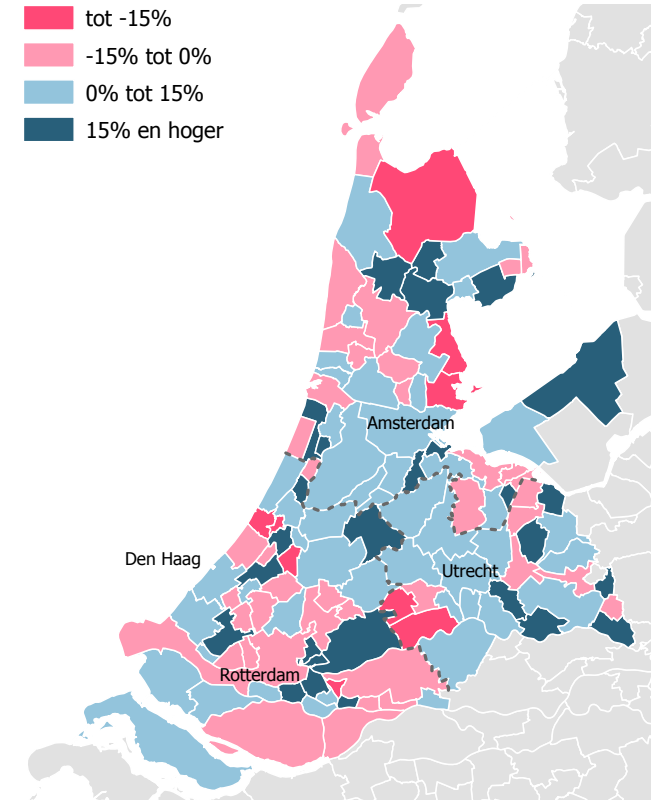 tot -15%
-15% tot 0%
0% tot 15%
15% en hoger
Amsterdam
Den Haag
Utrecht
Rotterdam